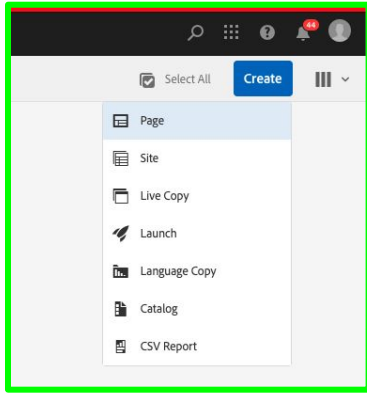 44
Select All Create
Page
Site
Live Copy
Launch
Language Copy
Catalog
CSV Report